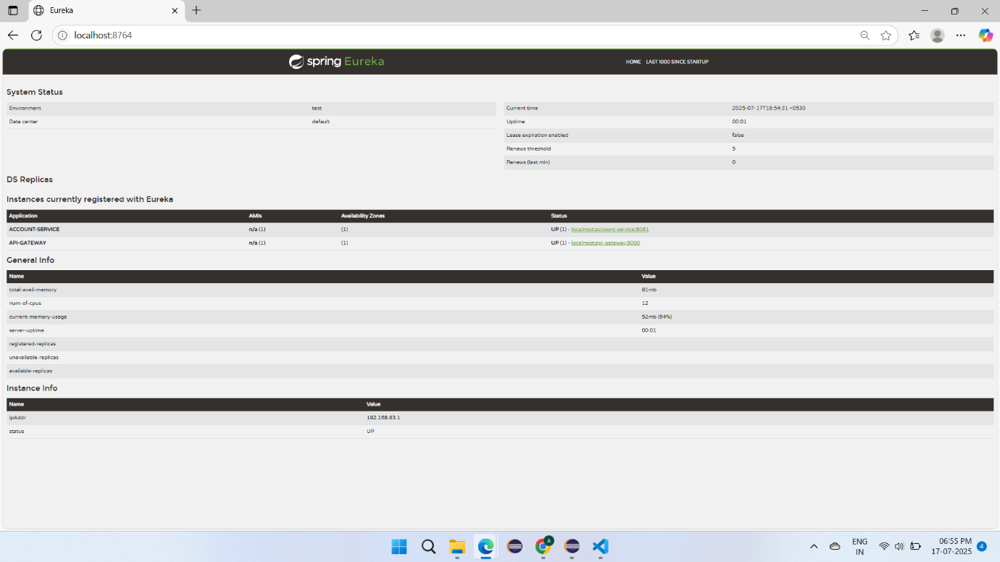 Eureka
localhost:8764
spring Eureka
HOME LAST 1000 SINCE STARTUP
System Status
Environment test
Data center default
Current time 2025-07-17T18:54:31 +0530
Uptime 00:01
Lease expiration enabled false
Renews threshold 5
Renews (last min) 0
DS Replicas
Instances currently registered with Eureka
Application AMIs Availability Zones Status
ACCOUNT-SERVICE n/a (1) (1) UP (1) - localhost:account-service:8081
API-GATEWAY n/a (1) (1) UP (1) - localhost:api-gateway:9090
General Info
Name Value
total-avail-memory 81mb
num-of-cpus 12
current-memory-usage 52mb (64%)
server-uptime 00:01
registered-replicas
unavailable-replicas
available-replicas
Instance Info
Name Value
ipAddr 192.168.83.1
status UP
A
ENG
IN
06:55 PM
17-07-2025
4